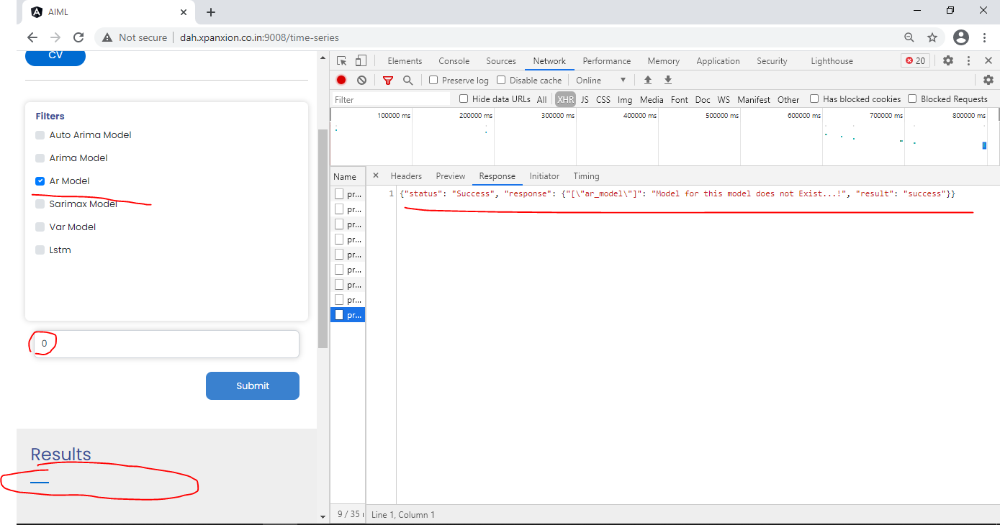 AIML
Not secure dah.xpanxion.co.in:9008/time-series
CV
Filters
Auto Arima Model
Arima Model
Ar Model
Sarimax Model
Var Model
Lstm
0
Submit
Results
Elements Console Sources Network Performance Memory Application Security Lighthouse 20
Preserve log Disable cache Online
Filter Hide data URLs All XHR JS CSS Img Media Font Doc WS Manifest Other Has blocked cookies Blocked Requests
100000 ms 200000 ms 300000 ms 400000 ms 500000 ms 600000 ms 700000 ms 800000 ms
Name Headers Preview Response Initiator Timing
pr...
pr...
pr...
pr...
pr...
pr...
pr...
pr...
pr...
1 {"status": "Success", "response": {"[\"ar_model\"]": "Model for this model does not Exist...!", "result": "success"}}
9 / 35 Line 1, Column 1